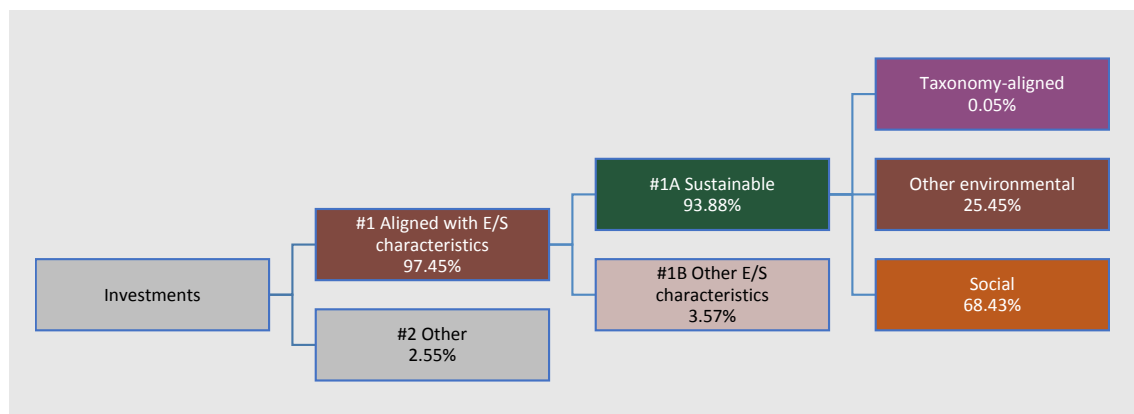 Investments
#1 Aligned with E/S
characteristics
97.45%
#2 Other
2.55%
#1A Sustainable
93.88%
#1B Other E/S
characteristics
3.57%
Taxonomy-aligned
0.05%
Other environmental
25.45%
Social
68.43%